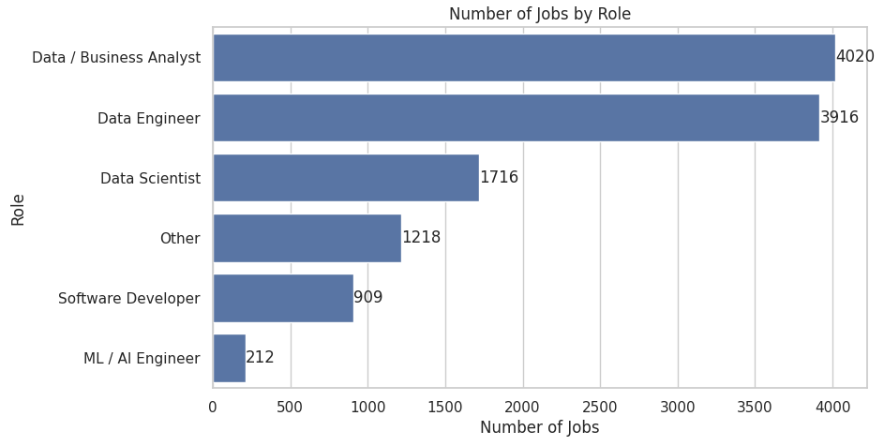 Number of Jobs by Role
Data / Business Analyst 4020
Data Engineer 3916
Data Scientist 1716
Other 1218
Software Developer 909
ML / AI Engineer 212
Role
0 500 1000 1500 2000 2500 3000 3500 4000
Number of Jobs